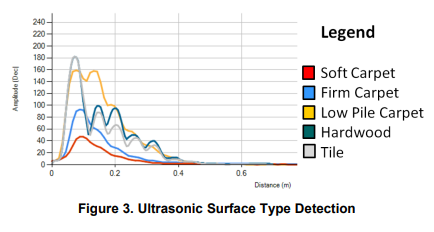 Amplitude (Dec)
240
220
200
180
160
140
120
100
80
60
40
20
0
0 0.2 0.4 0.6
Distance (m)
Legend
Soft Carpet
Firm Carpet
Low Pile Carpet
Hardwood
Tile
Figure 3. Ultrasonic Surface Type Detection